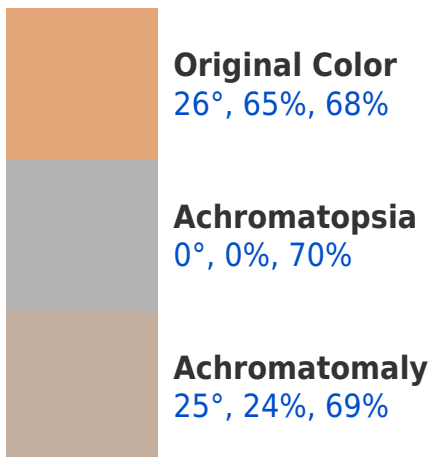 Original Color
26°, 65%, 68%
Achromatopsia
0°, 0%, 70%
Achromatomaly
25°, 24%, 69%